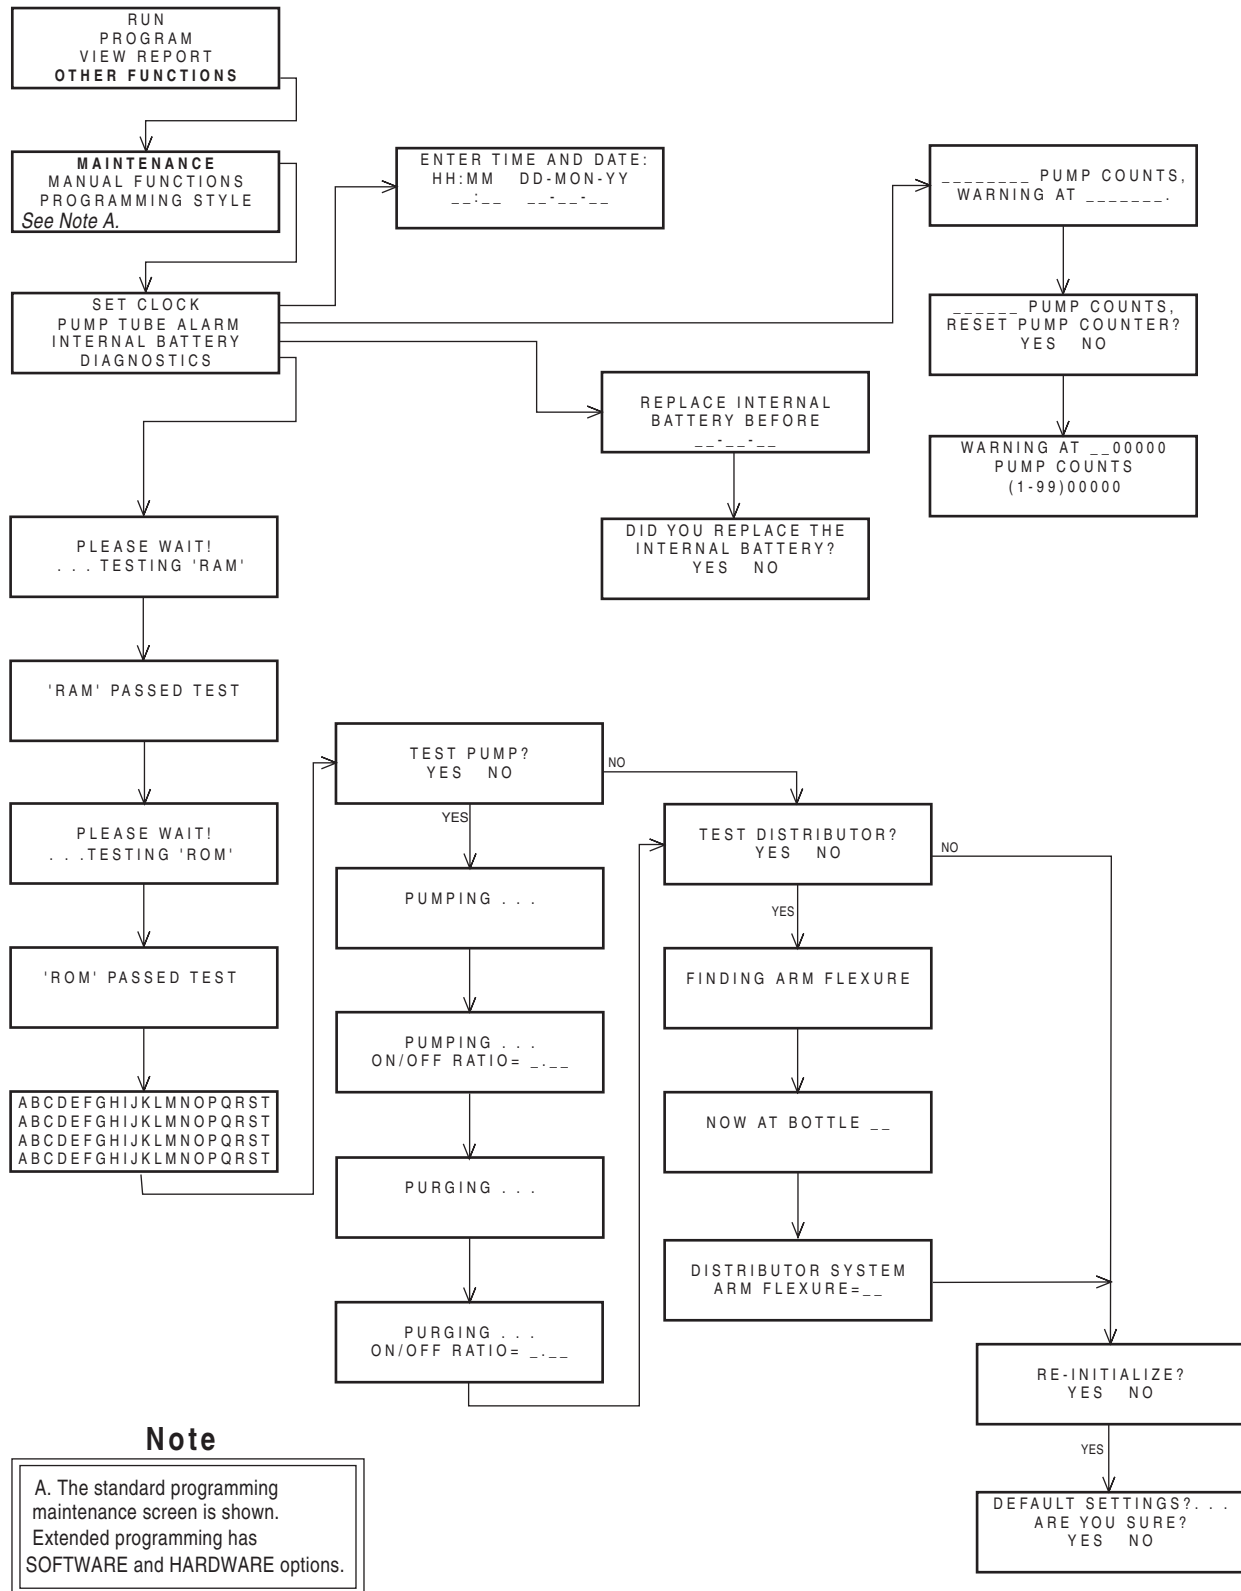 RUN
PROGRAM
VIEW REPORT
OTHER FUNCTIONS
MAINTENANCE
MANUAL FUNCTIONS
PROGRAMMING STYLE
See Note A.
ENTER TIME AND DATE:
HH:MM DD-MON-YY
__:__ __-__-__
________ PUMP COUNTS,
WARNING AT _______.
SET CLOCK
PUMP TUBE ALARM
INTERNAL BATTERY
DIAGNOSTICS
______ PUMP COUNTS,
RESET PUMP COUNTER?
YES NO
REPLACE INTERNAL
BATTERY BEFORE
__-__-__
WARNING AT __00000
PUMP COUNTS
(1-99)00000
DID YOU REPLACE THE
INTERNAL BATTERY?
YES NO
PLEASE WAIT!
. . . TESTING 'RAM'
'RAM' PASSED TEST
PLEASE WAIT!
. . .TESTING 'ROM'
'ROM' PASSED TEST
ABCDEFGHIJKLMNOPQRST
ABCDEFGHIJKLMNOPQRST
ABCDEFGHIJKLMNOPQRST
ABCDEFGHIJKLMNOPQRST
TEST PUMP?
YES NO
NO
YES
PUMPING . . .
PUMPING . . .
ON/OFF RATIO= _.__
PURGING . . .
PURGING . . .
ON/OFF RATIO= _.__
TEST DISTRIBUTOR?
YES NO
NO
YES
FINDING ARM FLEXURE
NOW AT BOTTLE __
DISTRIBUTOR SYSTEM
ARM FLEXURE=__
RE-INITIALIZE?
YES NO
YES
DEFAULT SETTINGS?. . .
ARE YOU SURE?
YES NO
Note
A. The standard programming
maintenance screen is shown.
Extended programming has
SOFTWARE and HARDWARE options.